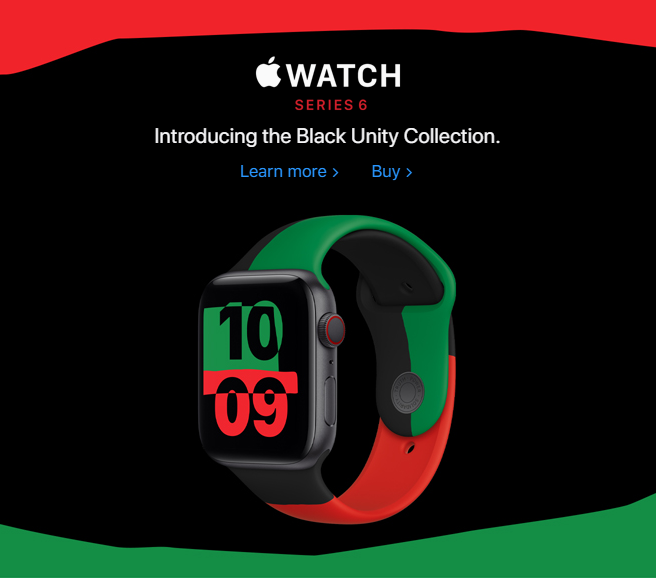 WATCH
SERIES 6
Introducing the Black Unity Collection.
Learn more > Buy >
10
09